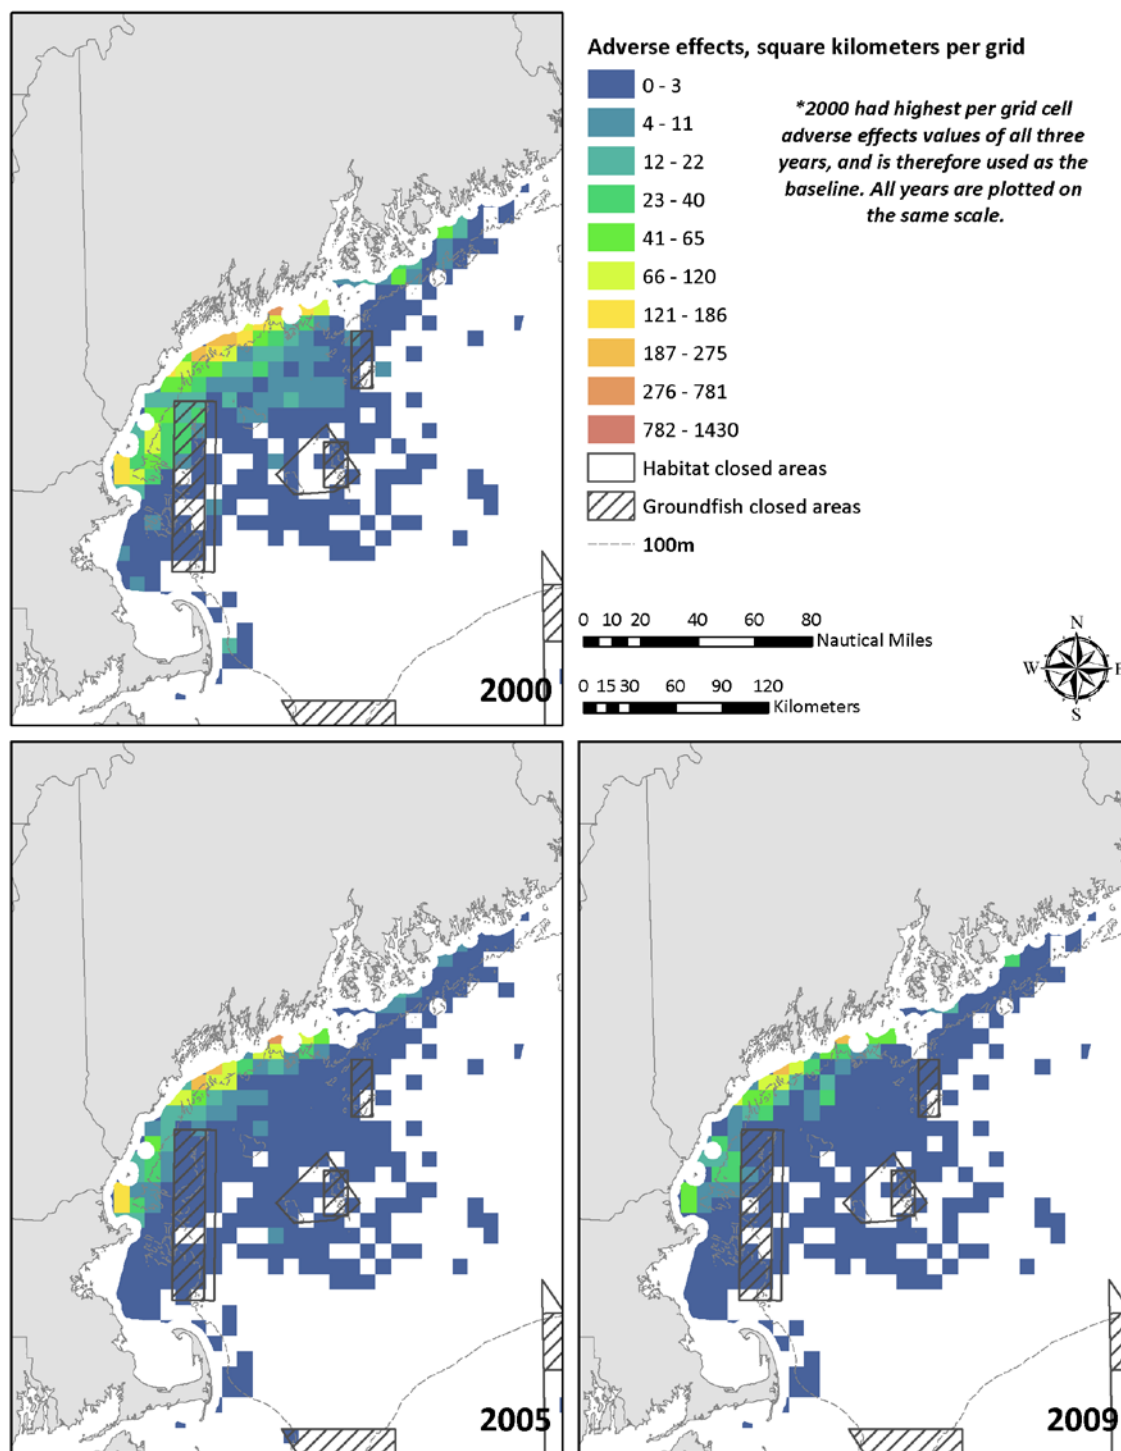 Adverse effects, square kilometers per grid
0 - 3
4 - 11
12 - 22
23 - 40
41 - 65
66 - 120
121 - 186
187 - 275
276 - 781
782 - 1430
Habitat closed areas
Groundfish closed areas
100m
*2000 had highest per grid cell
adverse effects values of all three
years, and is therefore used as the
baseline. All years are plotted on
the same scale.
0 10 20 40 60 80
Nautical Miles
0 15 30 60 90 120
Kilometers
N
W E
S
2000
2005
2009